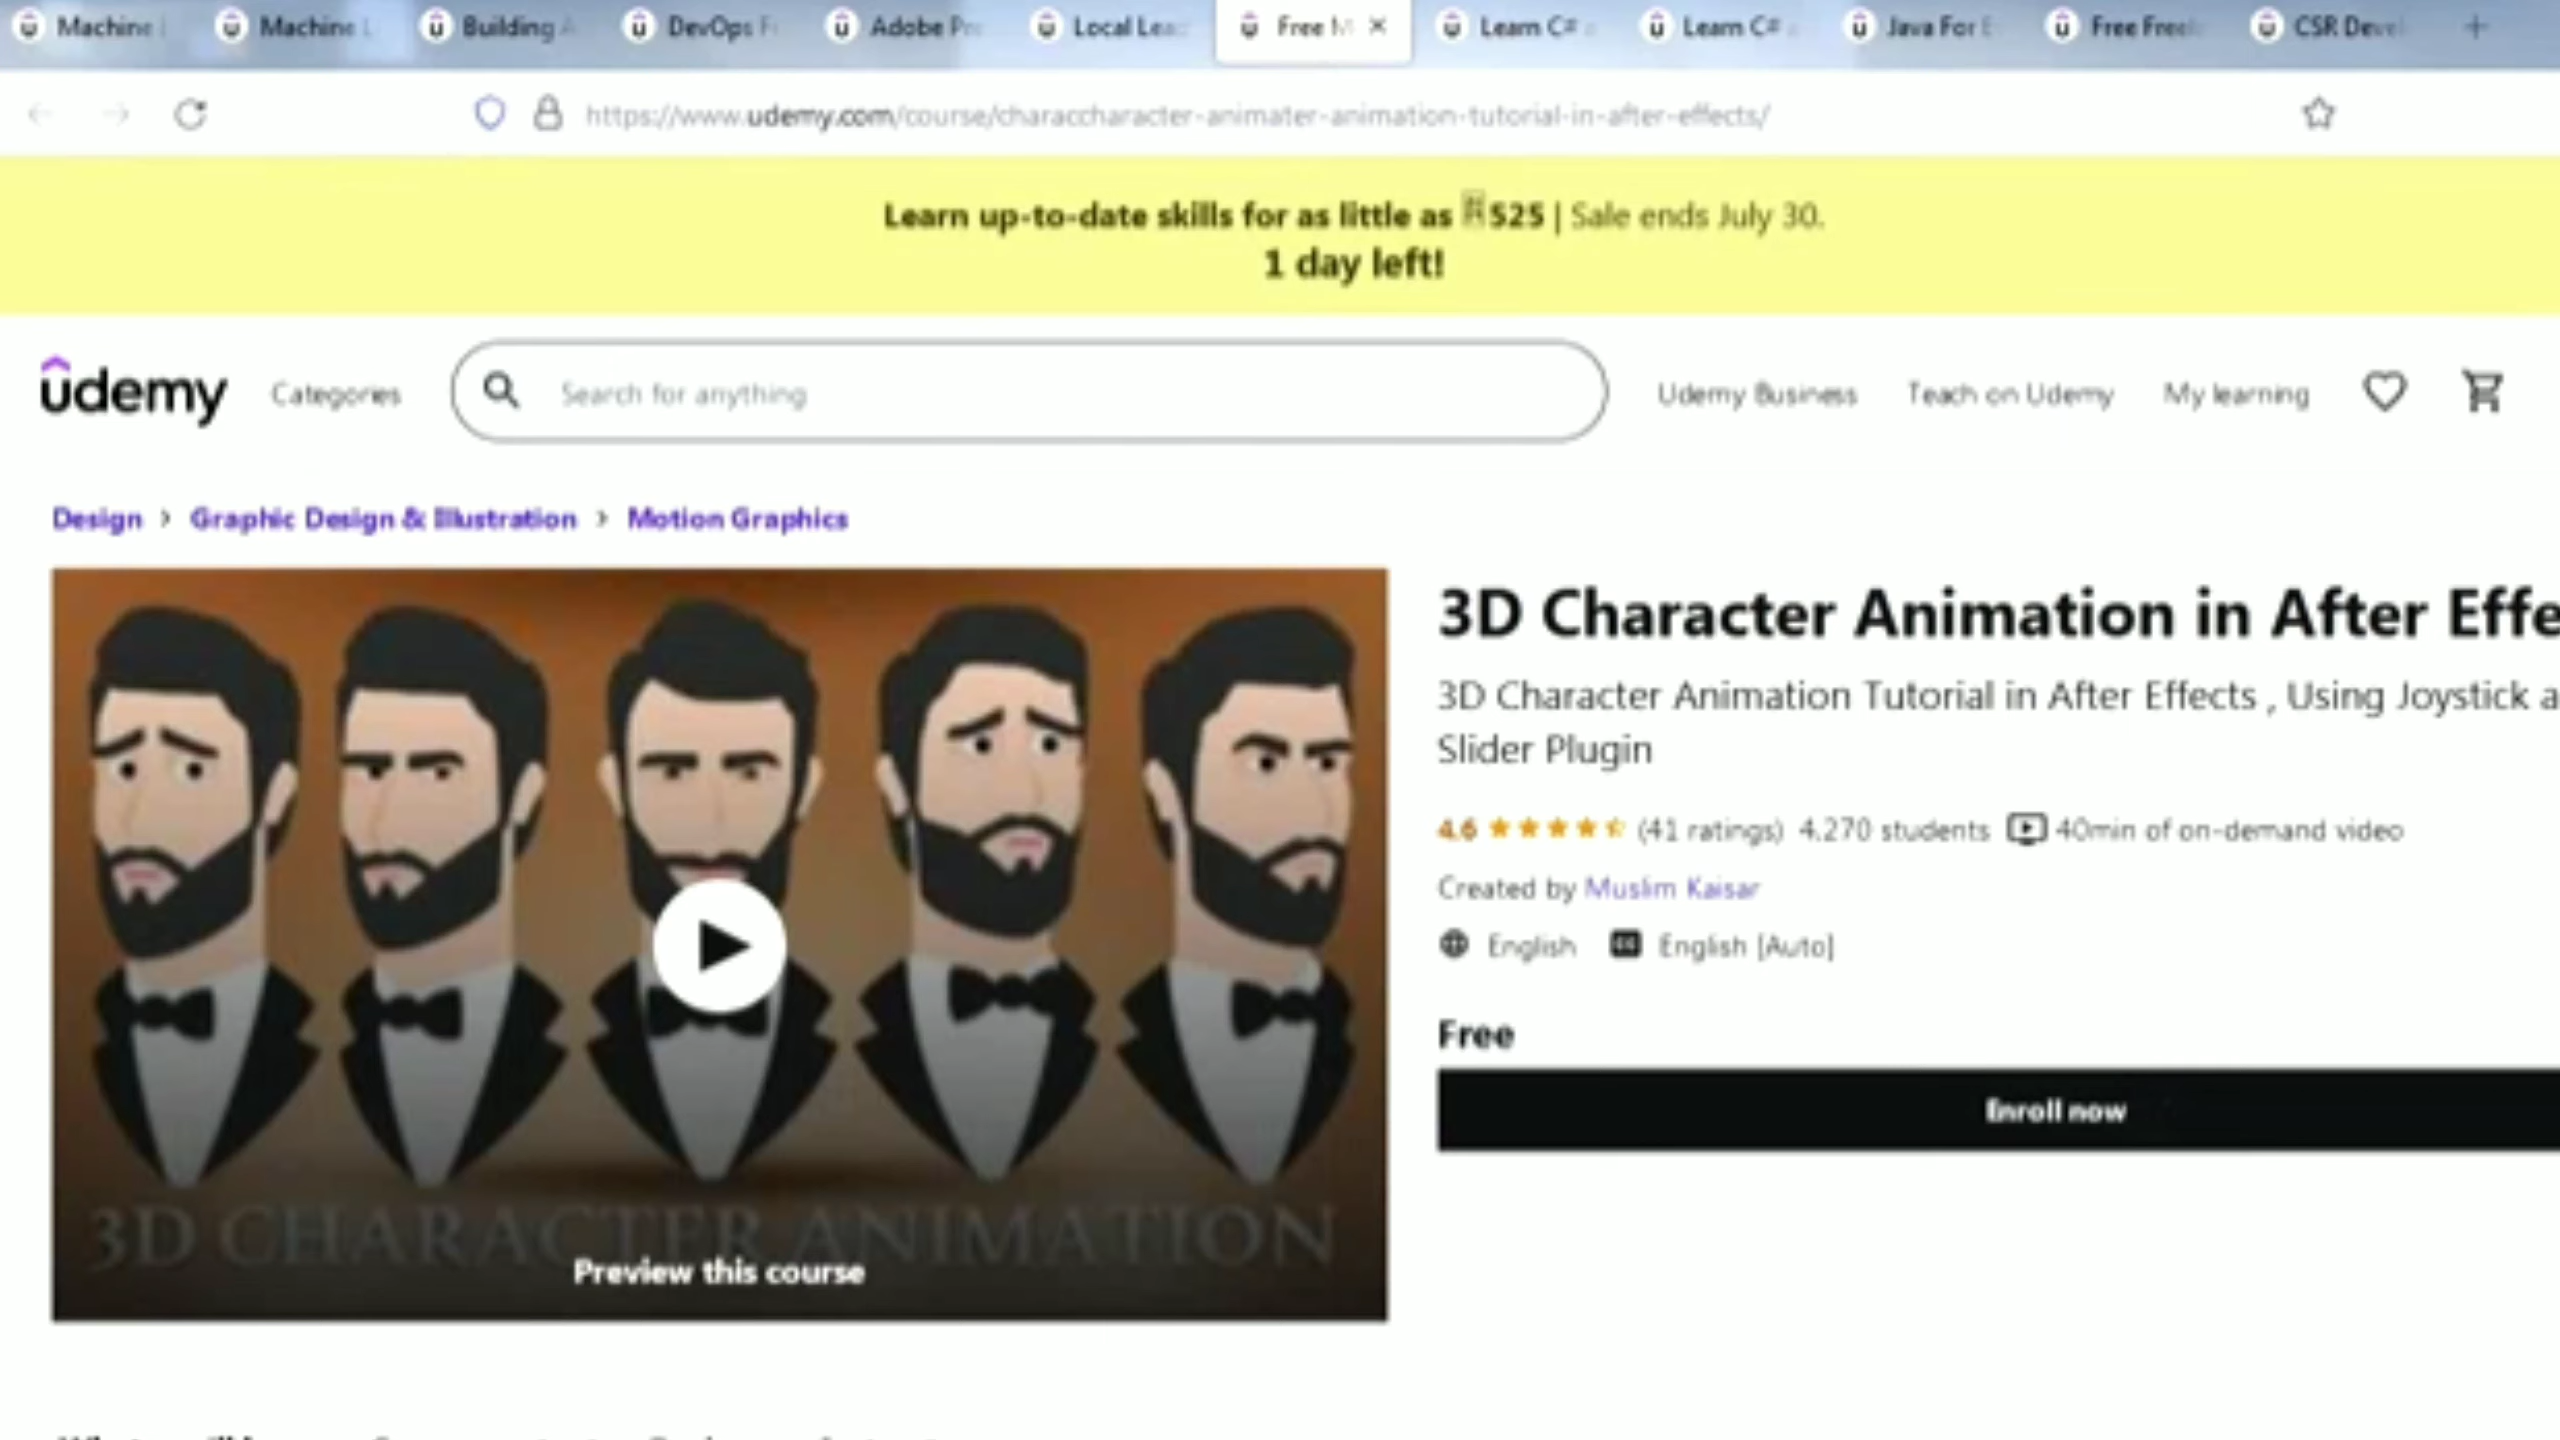 Machine
Machine L
Building A
DevOps F
Adobe Pr
Local Lea
Free M
Learn C#
Learn C#
Java For E
Free Free
CSR Deve
https://www.udemy.com/course/characcharacter-animater-animation-tutorial-in-after-effects/
Learn up-to-date skills for as little as 525 | Sale ends July 30.
1 day left!
udemy
Categories
Search for anything
Udemy Business
Teach on Udemy
My learning
Design > Graphic Design & Illustration > Motion Graphics
3D CHARACTER ANIMATION
Preview this course
3D Character Animation in After Effe
3D Character Animation Tutorial in After Effects , Using Joystick a
Slider Plugin
4.6 (41 ratings) 4.270 students 40min of on-demand video
Created by Muslim Kaisar
English English [Auto]
Free
Enroll now